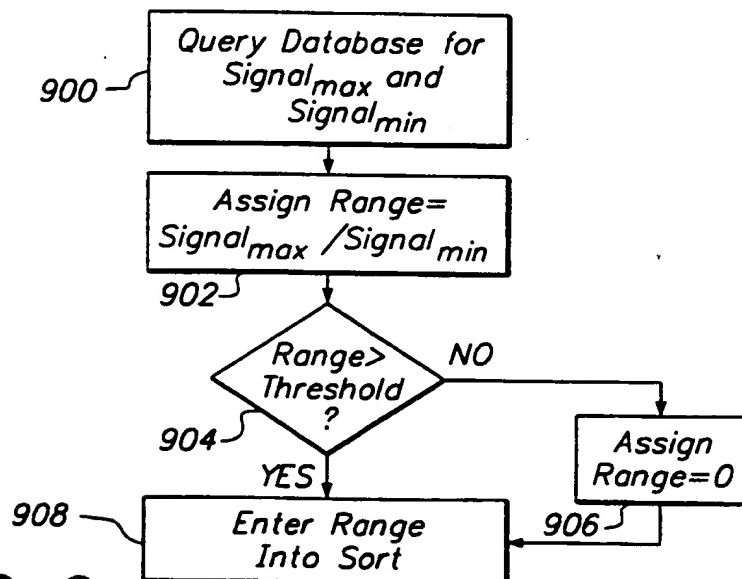 Query Database for
900
Signalmax and
Signalmin
Assign Range=
Signalmax /Signalmin
902
Range>
NO
Threshold
?
904
YES
Assign
Range=0
906
908
Enter Range
Into Sort